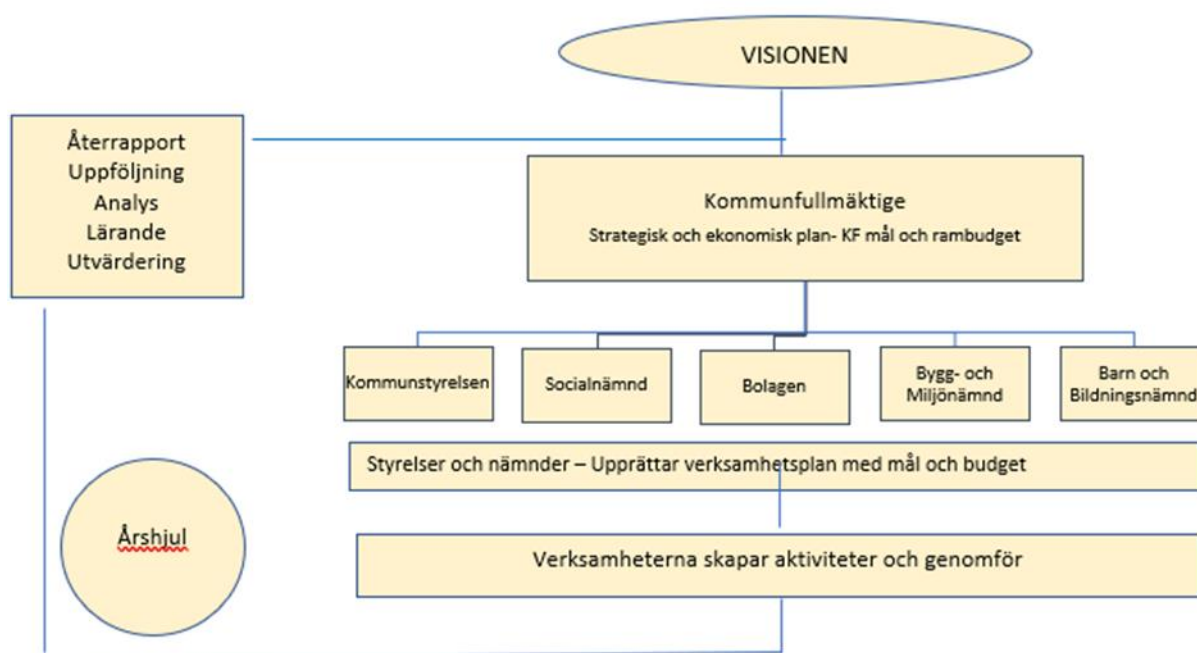 VISIONEN
Återrapport
Uppföljning
Analys
Lärande
Utvärdering
Kommunfullmäktige
Strategisk och ekonomisk plan- KF mål och rambudget
Kommunstyrelsen
Socialnämnd
Bolagen
Bygg- och
Miljönämnd
Barn och
Bildningsnämnd
Styrelser och nämnder – Upprättar verksamhetsplan med mål och budget
Årshjul
Verksamheterna skapar aktiviteter och genomför